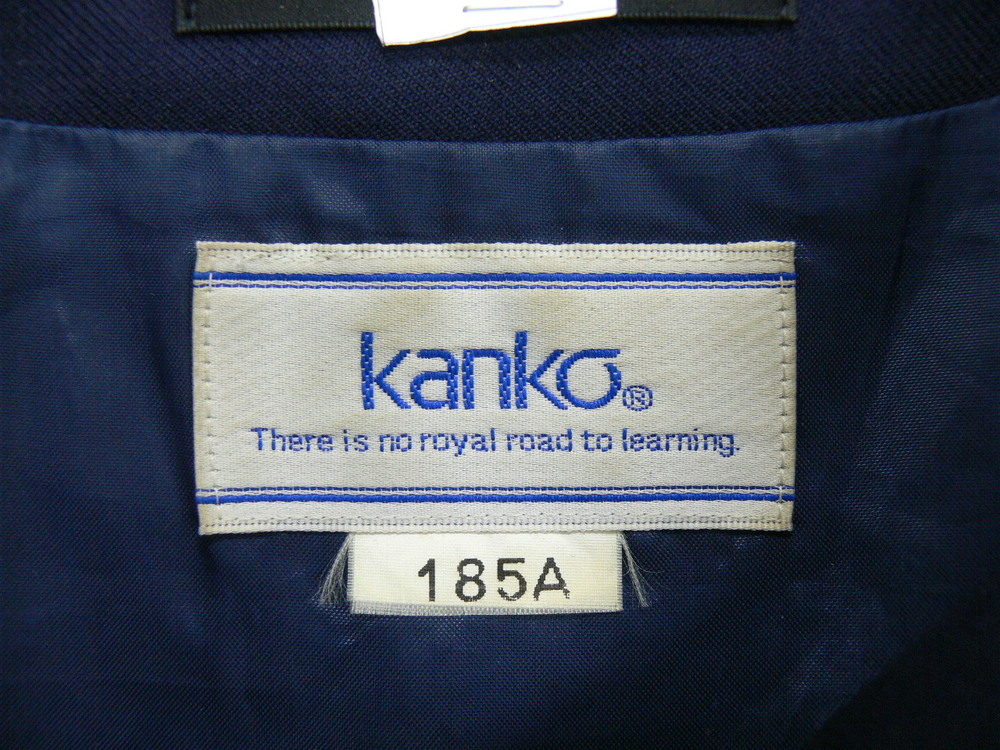 kanko®
There is no royal road to learning.
185A